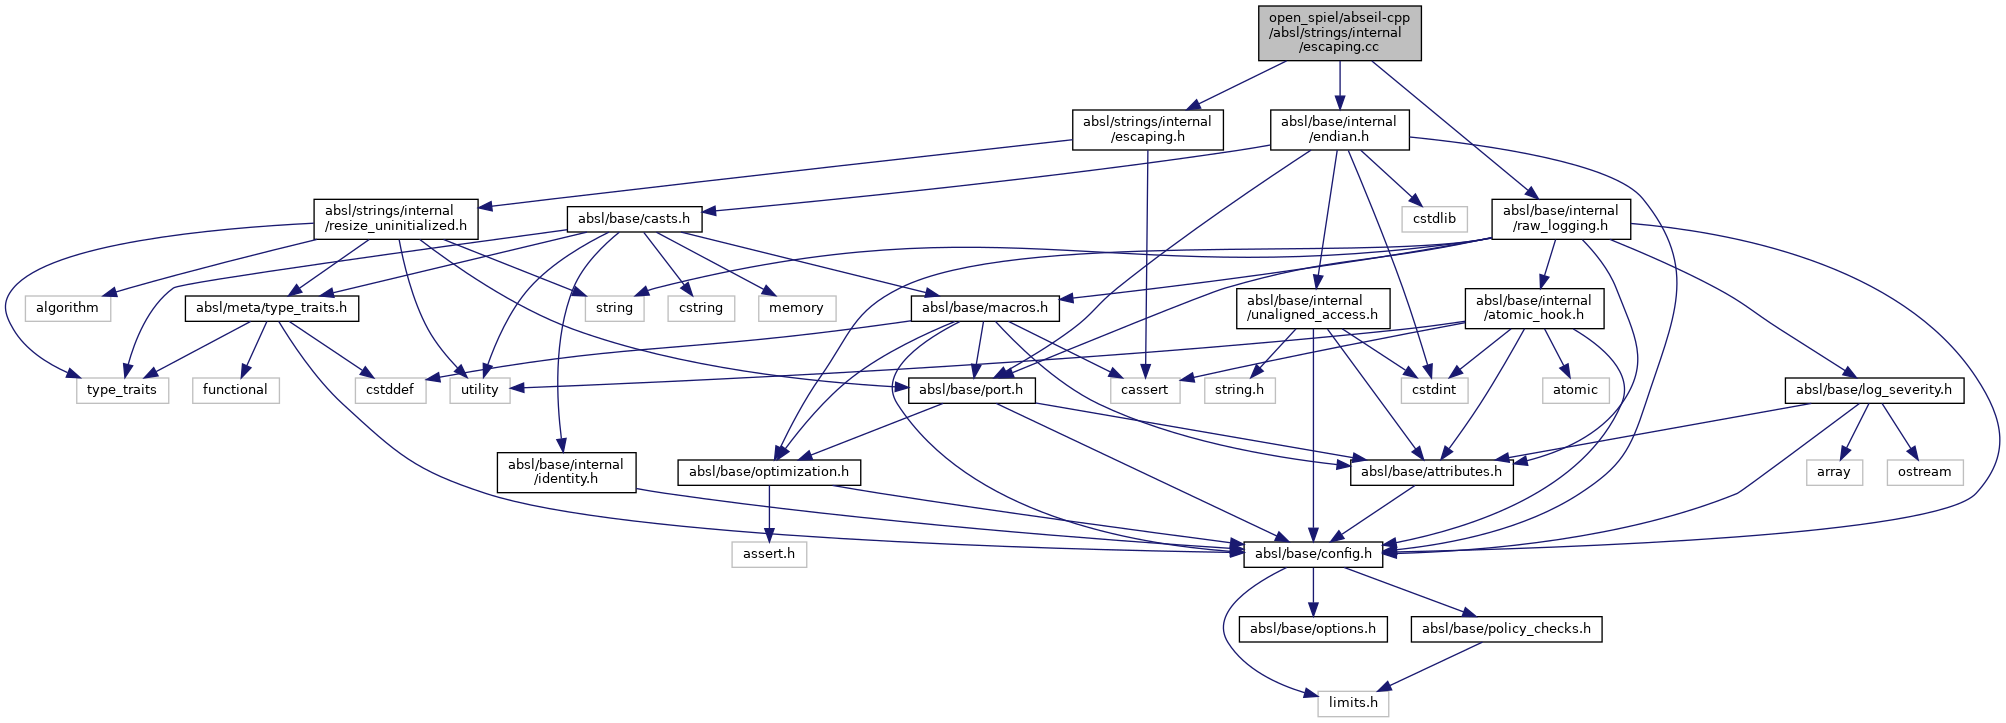 open_spiel/abseil-cpp
/absl/strings/internal
/escaping.cc
absl/strings/internal
/escaping.h
absl/base/internal
/endian.h
absl/strings/internal
/resize_uninitialized.h
absl/base/casts.h
cstdlib
absl/base/internal
/raw_logging.h
algorithm
absl/meta/type_traits.h
string
cstring
memory
absl/base/macros.h
absl/base/internal
/unaligned_access.h
absl/base/internal
/atomic_hook.h
type_traits
functional
cstddef
utility
absl/base/port.h
cassert
string.h
cstdint
atomic
absl/base/log_severity.h
absl/base/internal
/identity.h
absl/base/optimization.h
absl/base/attributes.h
array
ostream
assert.h
absl/base/config.h
absl/base/options.h
absl/base/policy_checks.h
limits.h